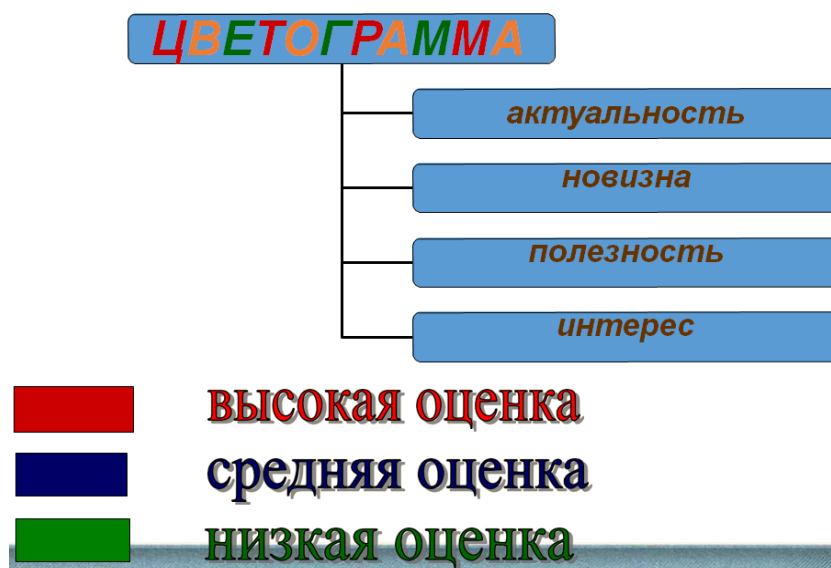 ЦВЕТОГРАММА
актуальность
новизна
полезность
интерес
высокая оценка
средняя оценка
низкая оценка